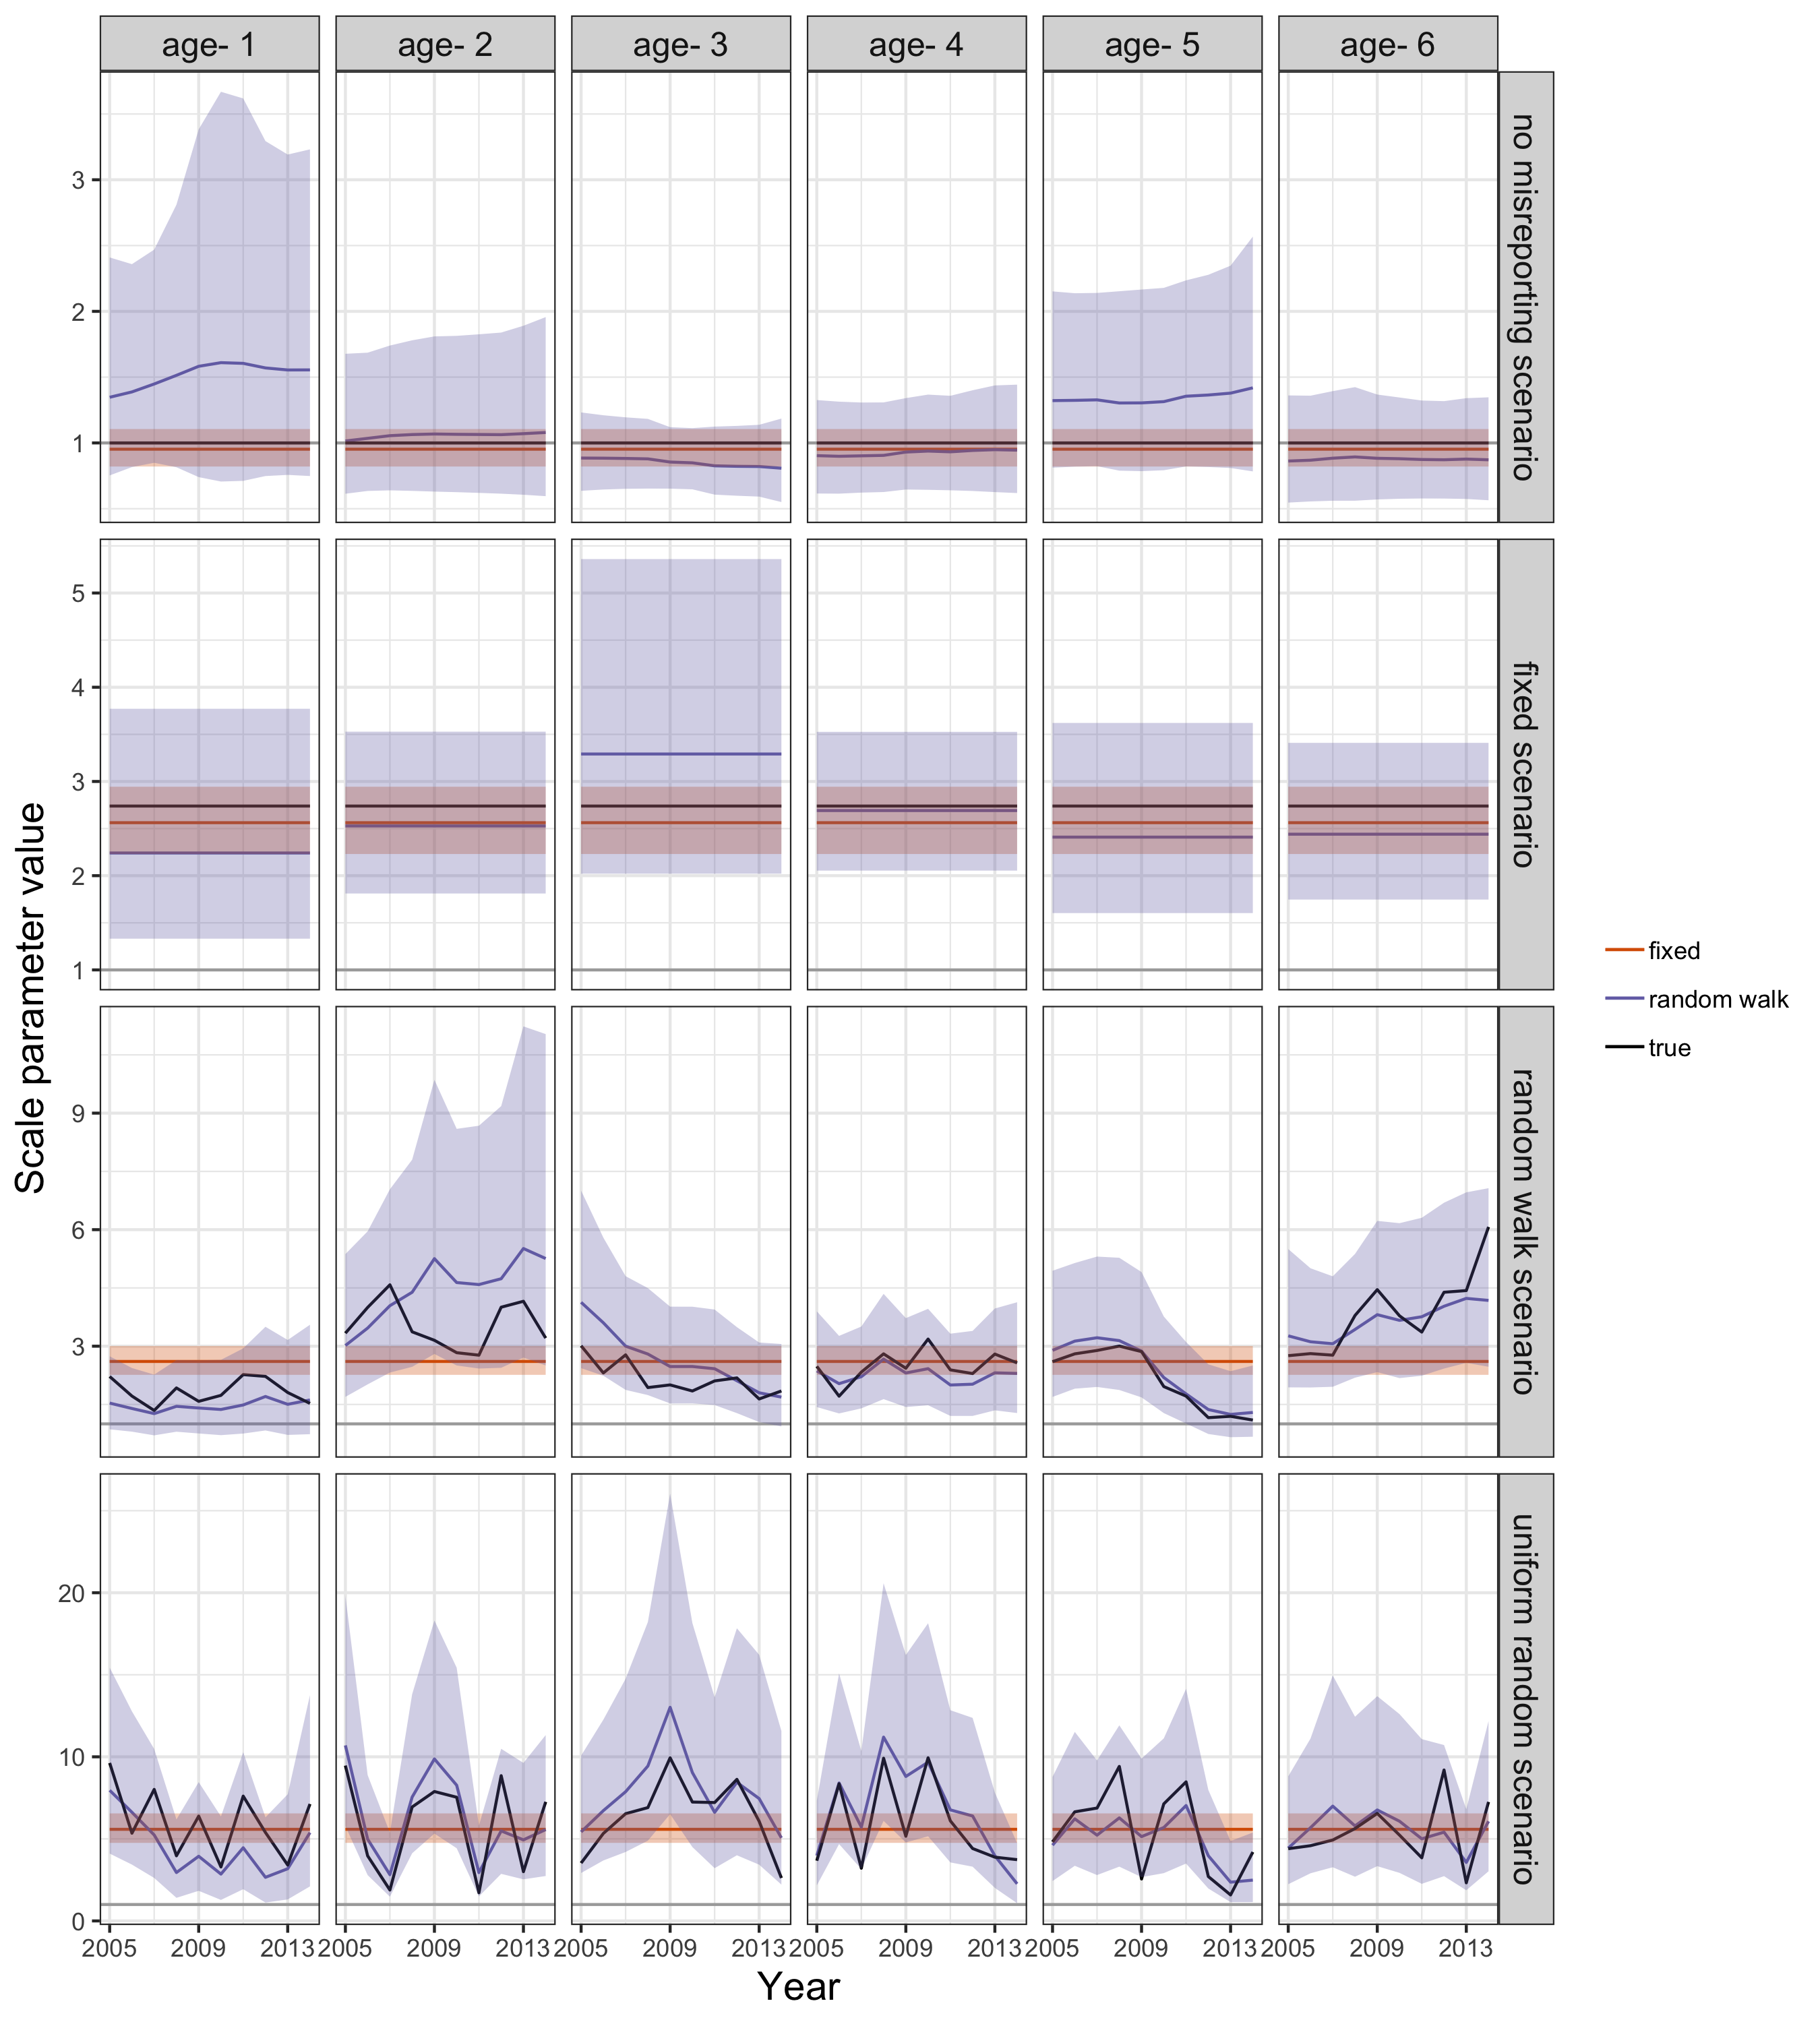 age- 1
age- 2
age- 3
age- 4
age- 5
age- 6
3
2
1
no misreporting scenario
5
4
3
2
1
fixed scenario
9
6
3
random walk scenario
20
10
0
uniform random scenario
2005 2009 2013
2005 2009 2013
2005 2009 2013
2005 2009 2013
2005 2009 2013
2005 2009 2013
Year
Scale parameter value
fixed
random walk
true